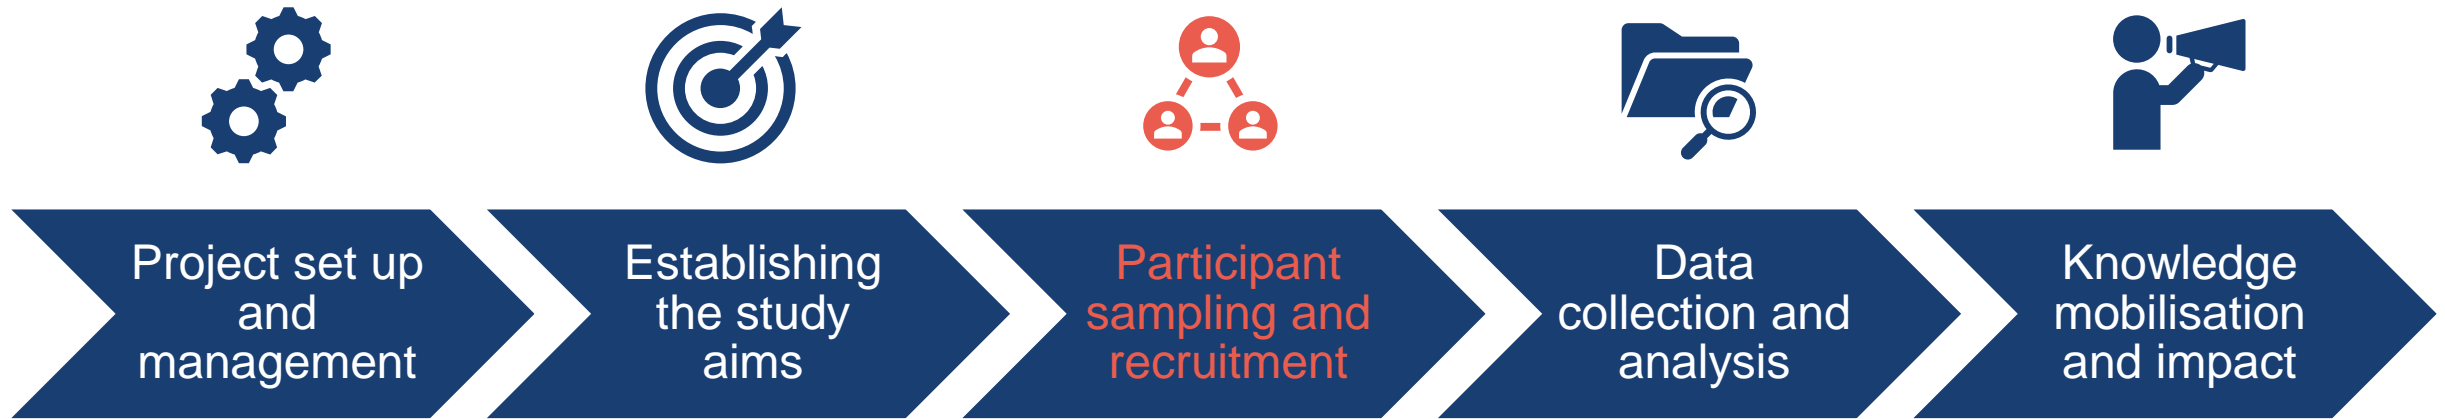 Project set up
and
management
Establishing
the study
aims
Participant
sampling and
recruitment
Data
collection and
analysis
Knowledge
mobilisation
and impact